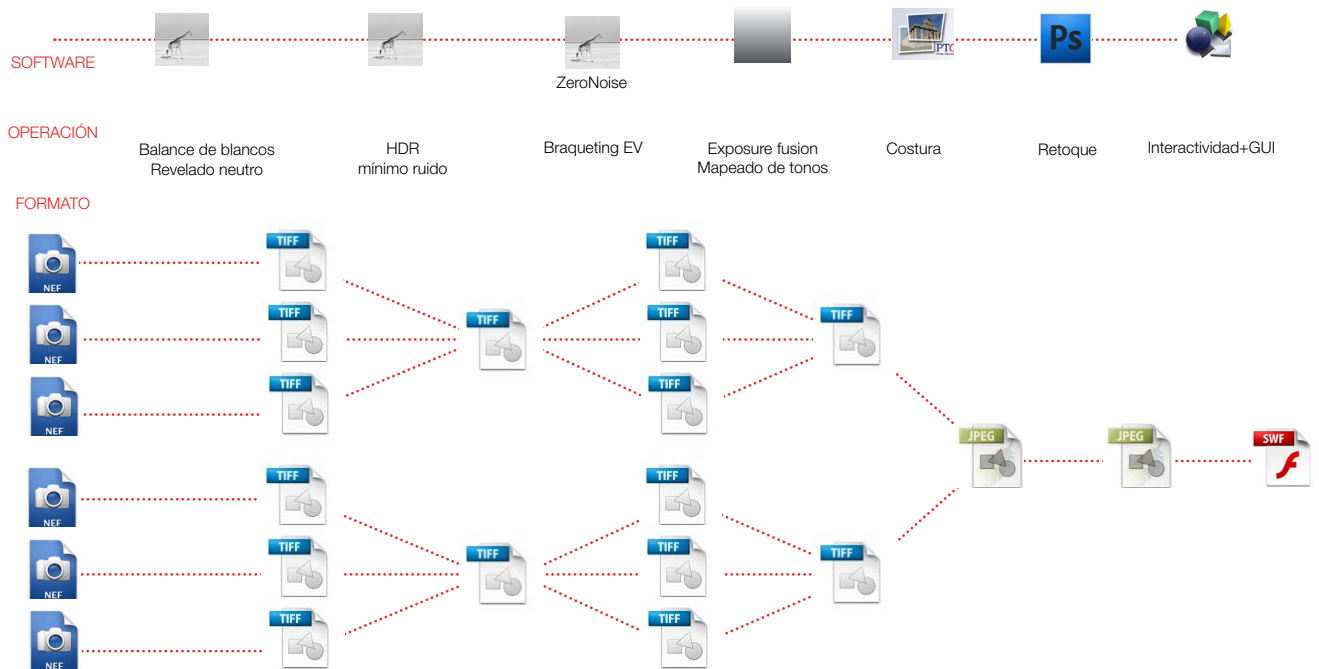 PTG
Ps
SOFTWARE
ZeroNoise
OPERACIÓN
Balance de blancos
Revelado neutro
HDR
mínimo ruido
Braqueting EV
Exposure fusion
Mapeado de tonos
Costura
Retoque
Interactividad+GUI
FORMATO
NEF
TIFF
TIFF
NEF
TIFF
TIFF
TIFF
TIFF
NEF
TIFF
TIFF
JPEG
JPEG
SWF
NEF
TIFF
TIFF
NEF
TIFF
TIFF
TIFF
TIFF
NEF
TIFF
TIFF